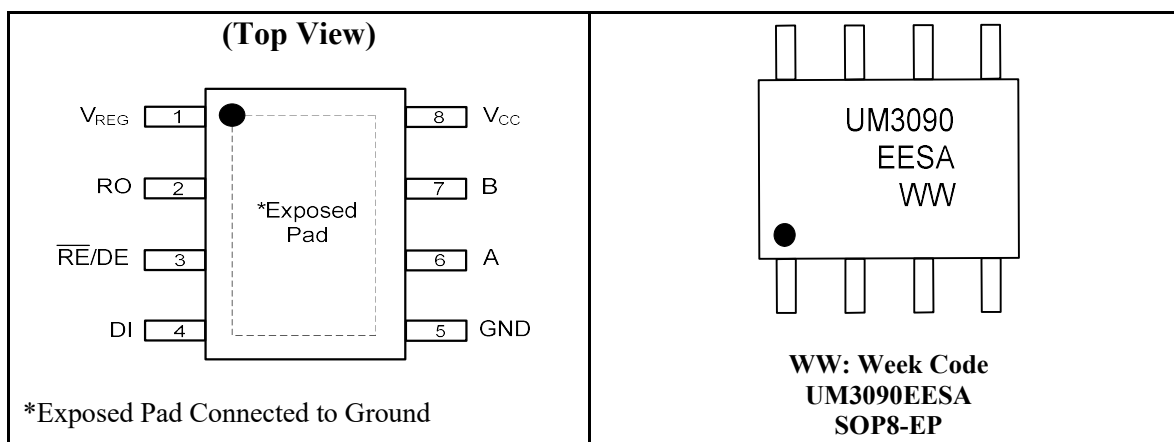 (Top View)
VREG 1
8 VCC
RO 2
7 B
*Exposed
Pad
R̅E̅/DE 3
6 A
DI 4
5 GND
*Exposed Pad Connected to Ground
UM3090
EESA
WW
WW: Week Code
UM3090EESA
SOP8-EP